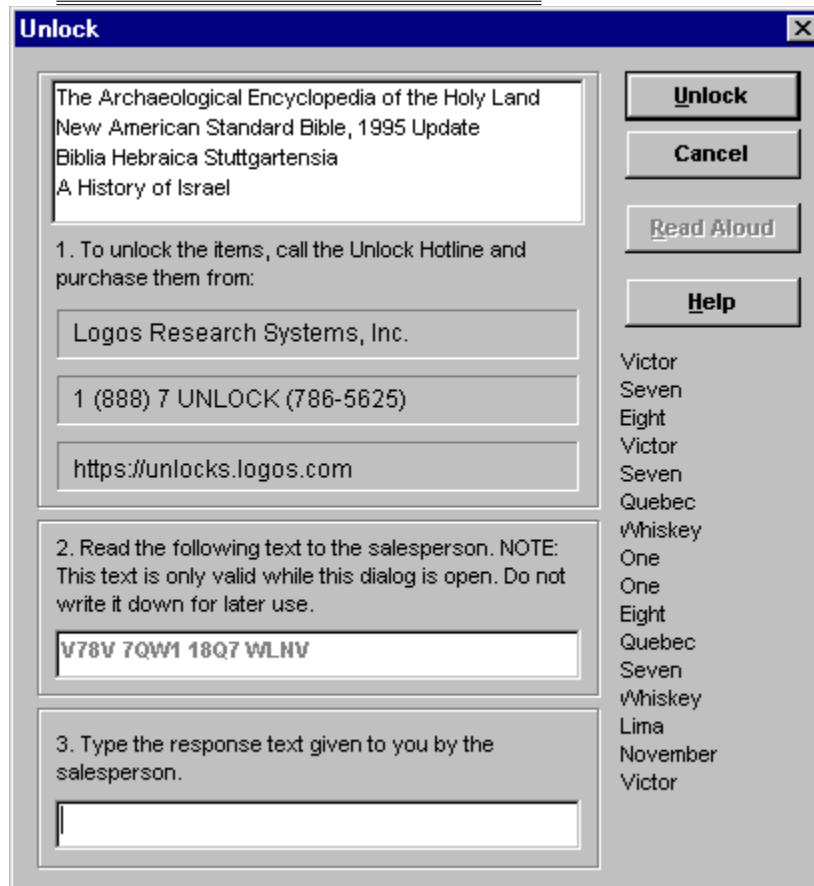 Unlock
The Archaeological Encyclopedia of the Holy Land
New American Standard Bible, 1995 Update
Biblia Hebraica Stuttgartensia
A History of Israel
1. To unlock the items, call the Unlock Hotline and
purchase them from:
Logos Research Systems, Inc.
1 (888) 7 UNLOCK (786-5625)
https://unlocks.logos.com
2. Read the following text to the salesperson. NOTE:
This text is only valid while this dialog is open. Do not
write it down for later use.
V78V 7QW1 18Q7 WLNV
3. Type the response text given to you by the
salesperson.
Unlock
Cancel
Read Aloud
Help
Victor
Seven
Eight
Victor
Seven
Quebec
Whiskey
One
One
Eight
Quebec
Seven
Whiskey
Lima
November
Victor